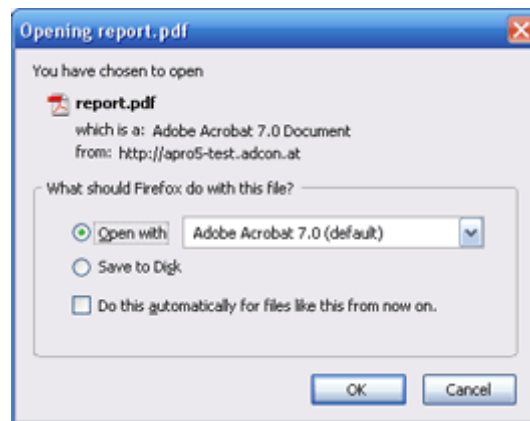 Opening report.pdf
You have chosen to open
report.pdf
which is a: Adobe Acrobat 7.0 Document
from: http://apro5-test.adcon.at
What should Firefox do with this file?
Open with Adobe Acrobat 7.0 (default)
Save to Disk
Do this automatically for files like this from now on.
OK Cancel